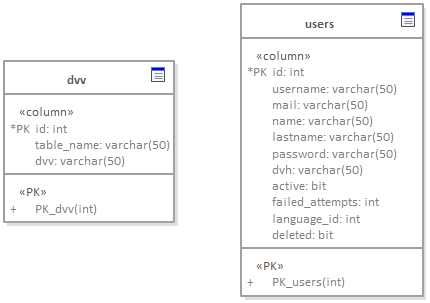 dvv
«column»
*PK id: int
table_name: varchar(50)
dvv: varchar(50)
«PK»
+ PK_dvv(int)
users
«column»
*PK id: int
username: varchar(50)
mail: varchar(50)
name: varchar(50)
lastname: varchar(50)
password: varchar(50)
dvh: varchar(50)
active: bit
failed_attempts: int
language_id: int
deleted: bit
«PK»
+ PK_users(int)